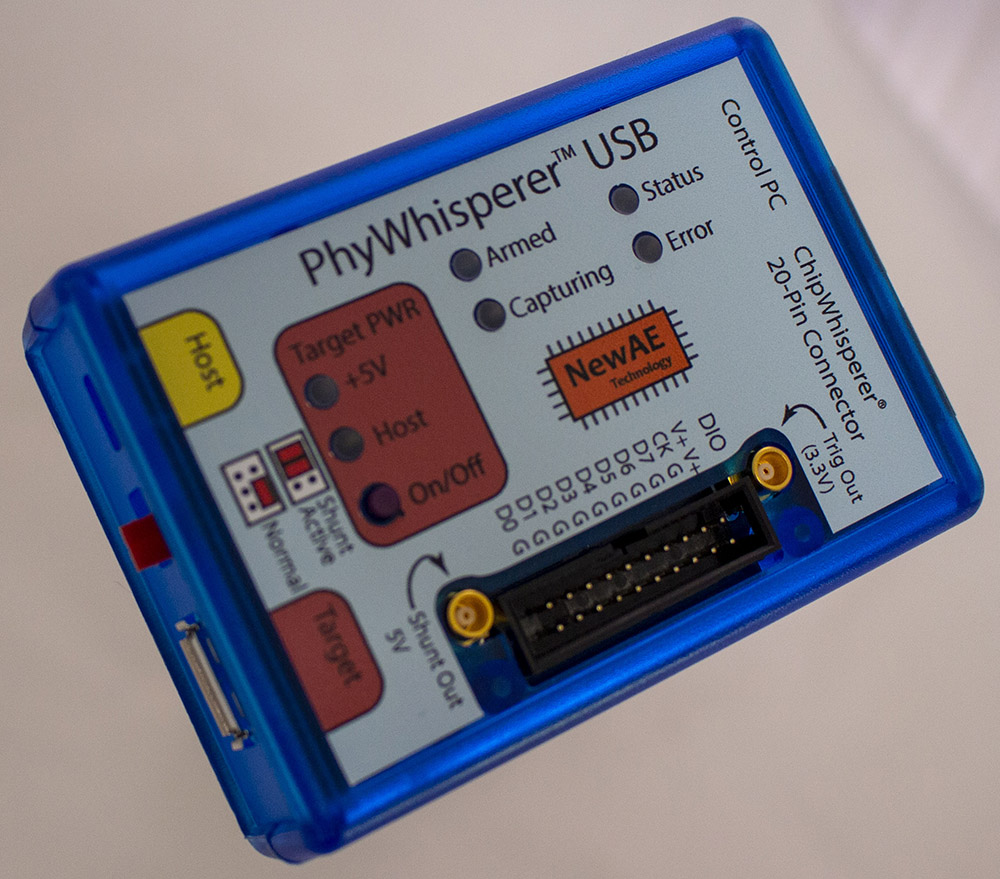 PhyWhisperer™ USB
Control PC
Armed
Status
Capturing
Error
Host
Target PWR
+5V
Host
On/Off
NewAE
Technology
ChipWhisperer®
20-Pin Connector
Trig Out
(3.3V)
DIO
V+ V+
CK G
D7 G
D6 G
D5 G
D4 G
D3 G
D2 G
D1 G
D0 G
Shunt
Active
Normal
Target
Shunt Out
5V